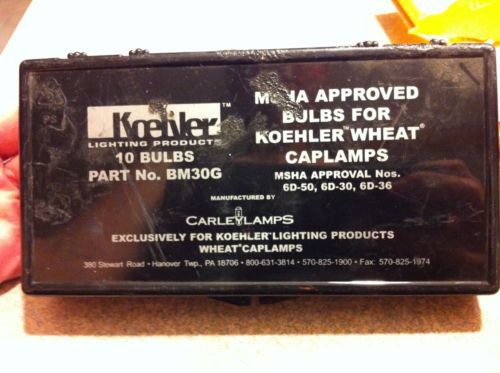 Koehler™
LIGHTING PRODUCTS
10 BULBS
PART No. BM30G
MSHA APPROVED
BULBS FOR
KOEHLER™WHEAT®
CAPLAMPS
MSHA APPROVAL Nos.
6D-50, 6D-30, 6D-36
MANUFACTURED BY
CARLEYLAMPS
EXCLUSIVELY FOR KOEHLER™LIGHTING PRODUCTS
WHEAT®CAPLAMPS
380 Stewart Road • Hanover Twp., PA 18706 • 800-631-3814 • 570-825-1900 • Fax: 570-825-1974